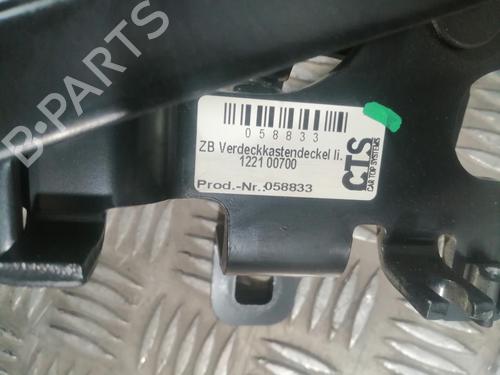 B-PARTS
058833
ZB Verdeckkastendeckel li.
1221 00700
Prod.-Nr.:058833
CTS
CAR TOP SYSTEMS